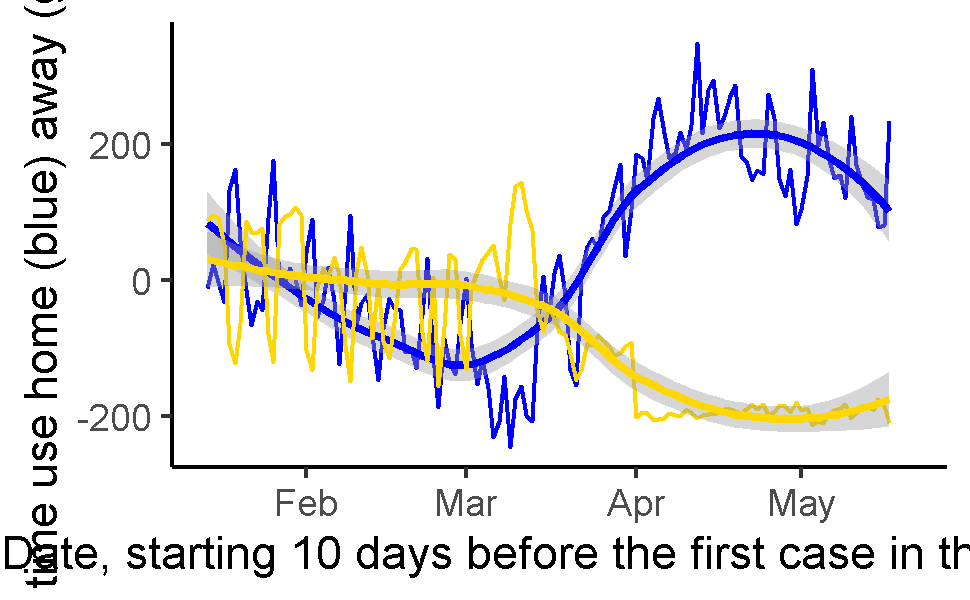 time use home (blue) away (
200
0
-200
Feb Mar Apr May
Date, starting 10 days before the first case in th